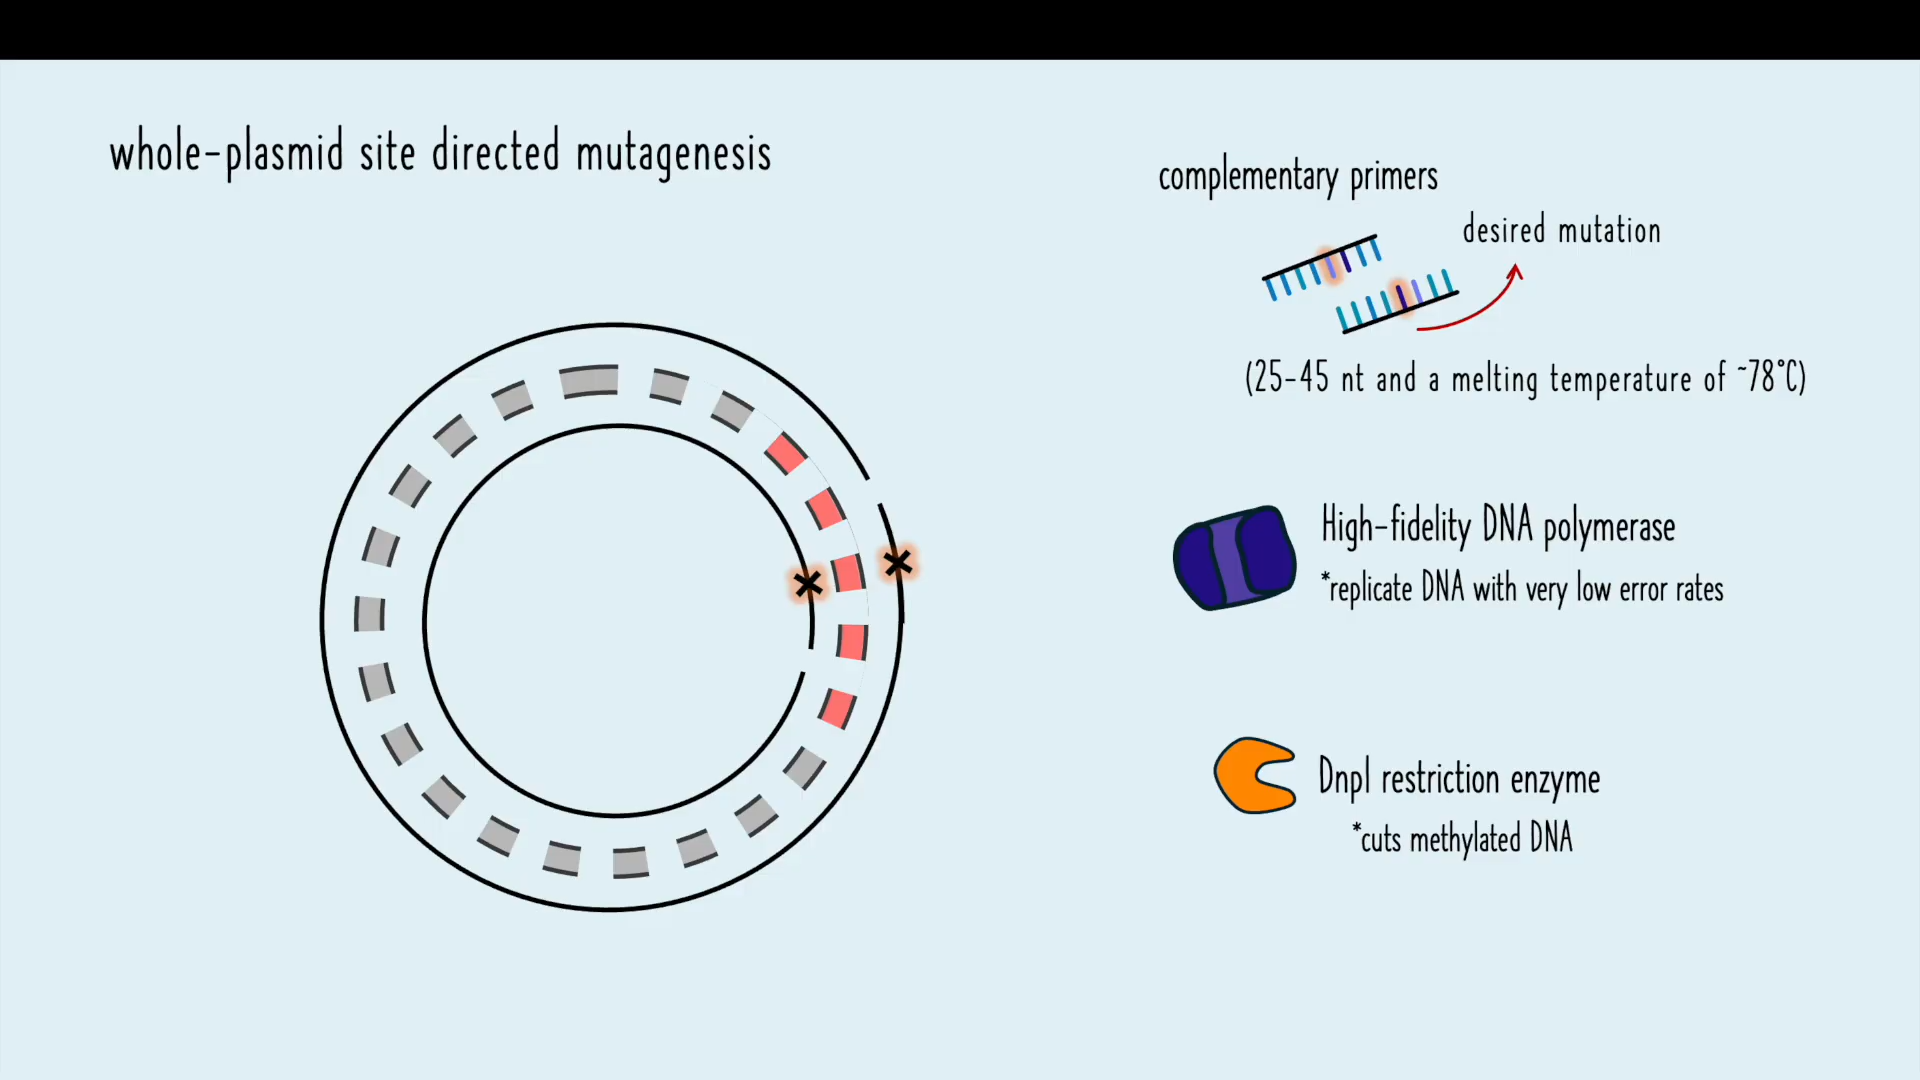 whole-plasmid site directed mutagenesis
complementary primers
desired mutation
(25-45 nt and a melting temperature of ~78°C)
High-fidelity DNA polymerase
*replicate DNA with very low error rates
DnpI restriction enzyme
*cuts methylated DNA